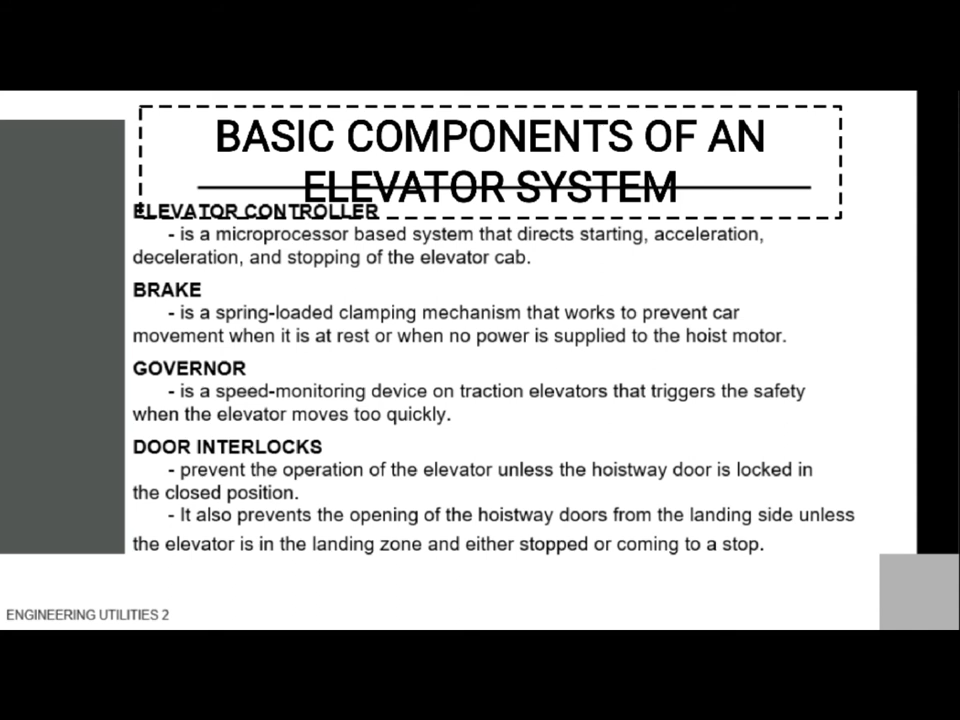 BASIC COMPONENTS OF AN
ELEVATOR SYSTEM
ELEVATOR CONTROLLER
- is a microprocessor based system that directs starting, acceleration,
deceleration, and stopping of the elevator cab.
BRAKE
- is a spring-loaded clamping mechanism that works to prevent car
movement when it is at rest or when no power is supplied to the hoist motor.
GOVERNOR
- is a speed-monitoring device on traction elevators that triggers the safety
when the elevator moves too quickly.
DOOR INTERLOCKS
- prevent the operation of the elevator unless the hoistway door is locked in
the closed position.
- It also prevents the opening of the hoistway doors from the landing side unless
the elevator is in the landing zone and either stopped or coming to a stop.
ENGINEERING UTILITIES 2